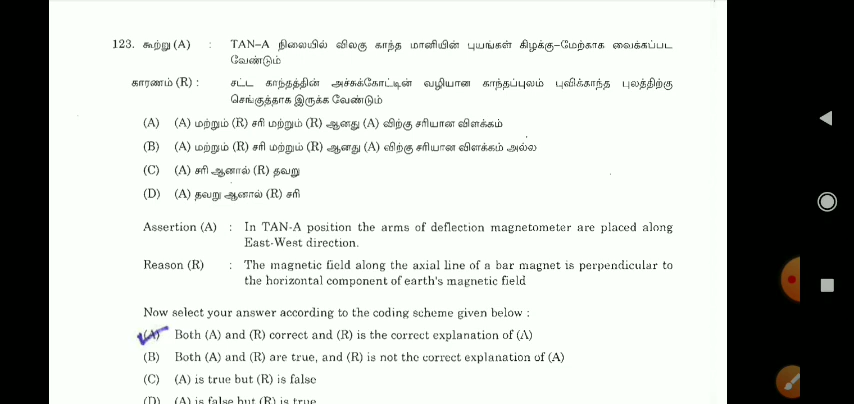 123. கூற்று (A) : TAN–A நிலையில் விலகு காந்த மானியின் புயங்கள் கிழக்கு–மேற்காக வைக்கப்பட
வேண்டும்
காரணம் (R) : சட்ட காந்தத்தின் அச்சுக்கோட்டின் வழியான காந்தப்புலம் புவிக்காந்த புலத்திற்கு
செங்குத்தாக இருக்க வேண்டும்
(A) (A) மற்றும் (R) சரி மற்றும் (R) ஆனது (A) விற்கு சரியான விளக்கம்
(B) (A) மற்றும் (R) சரி மற்றும் (R) ஆனது (A) விற்கு சரியான விளக்கம் அல்ல
(C) (A) சரி ஆனால் (R) தவறு
(D) (A) தவறு ஆனால் (R) சரி
Assertion (A) : In TAN-A position the arms of deflection magnetometer are placed along
East-West direction.
Reason (R) : The magnetic field along the axial line of a bar magnet is perpendicular to
the horizontal component of earth's magnetic field
Now select your answer according to the coding scheme given below :
(A) Both (A) and (R) correct and (R) is the correct explanation of (A)
(B) Both (A) and (R) are true, and (R) is not the correct explanation of (A)
(C) (A) is true but (R) is false
(D) (A) is false but (R) is true